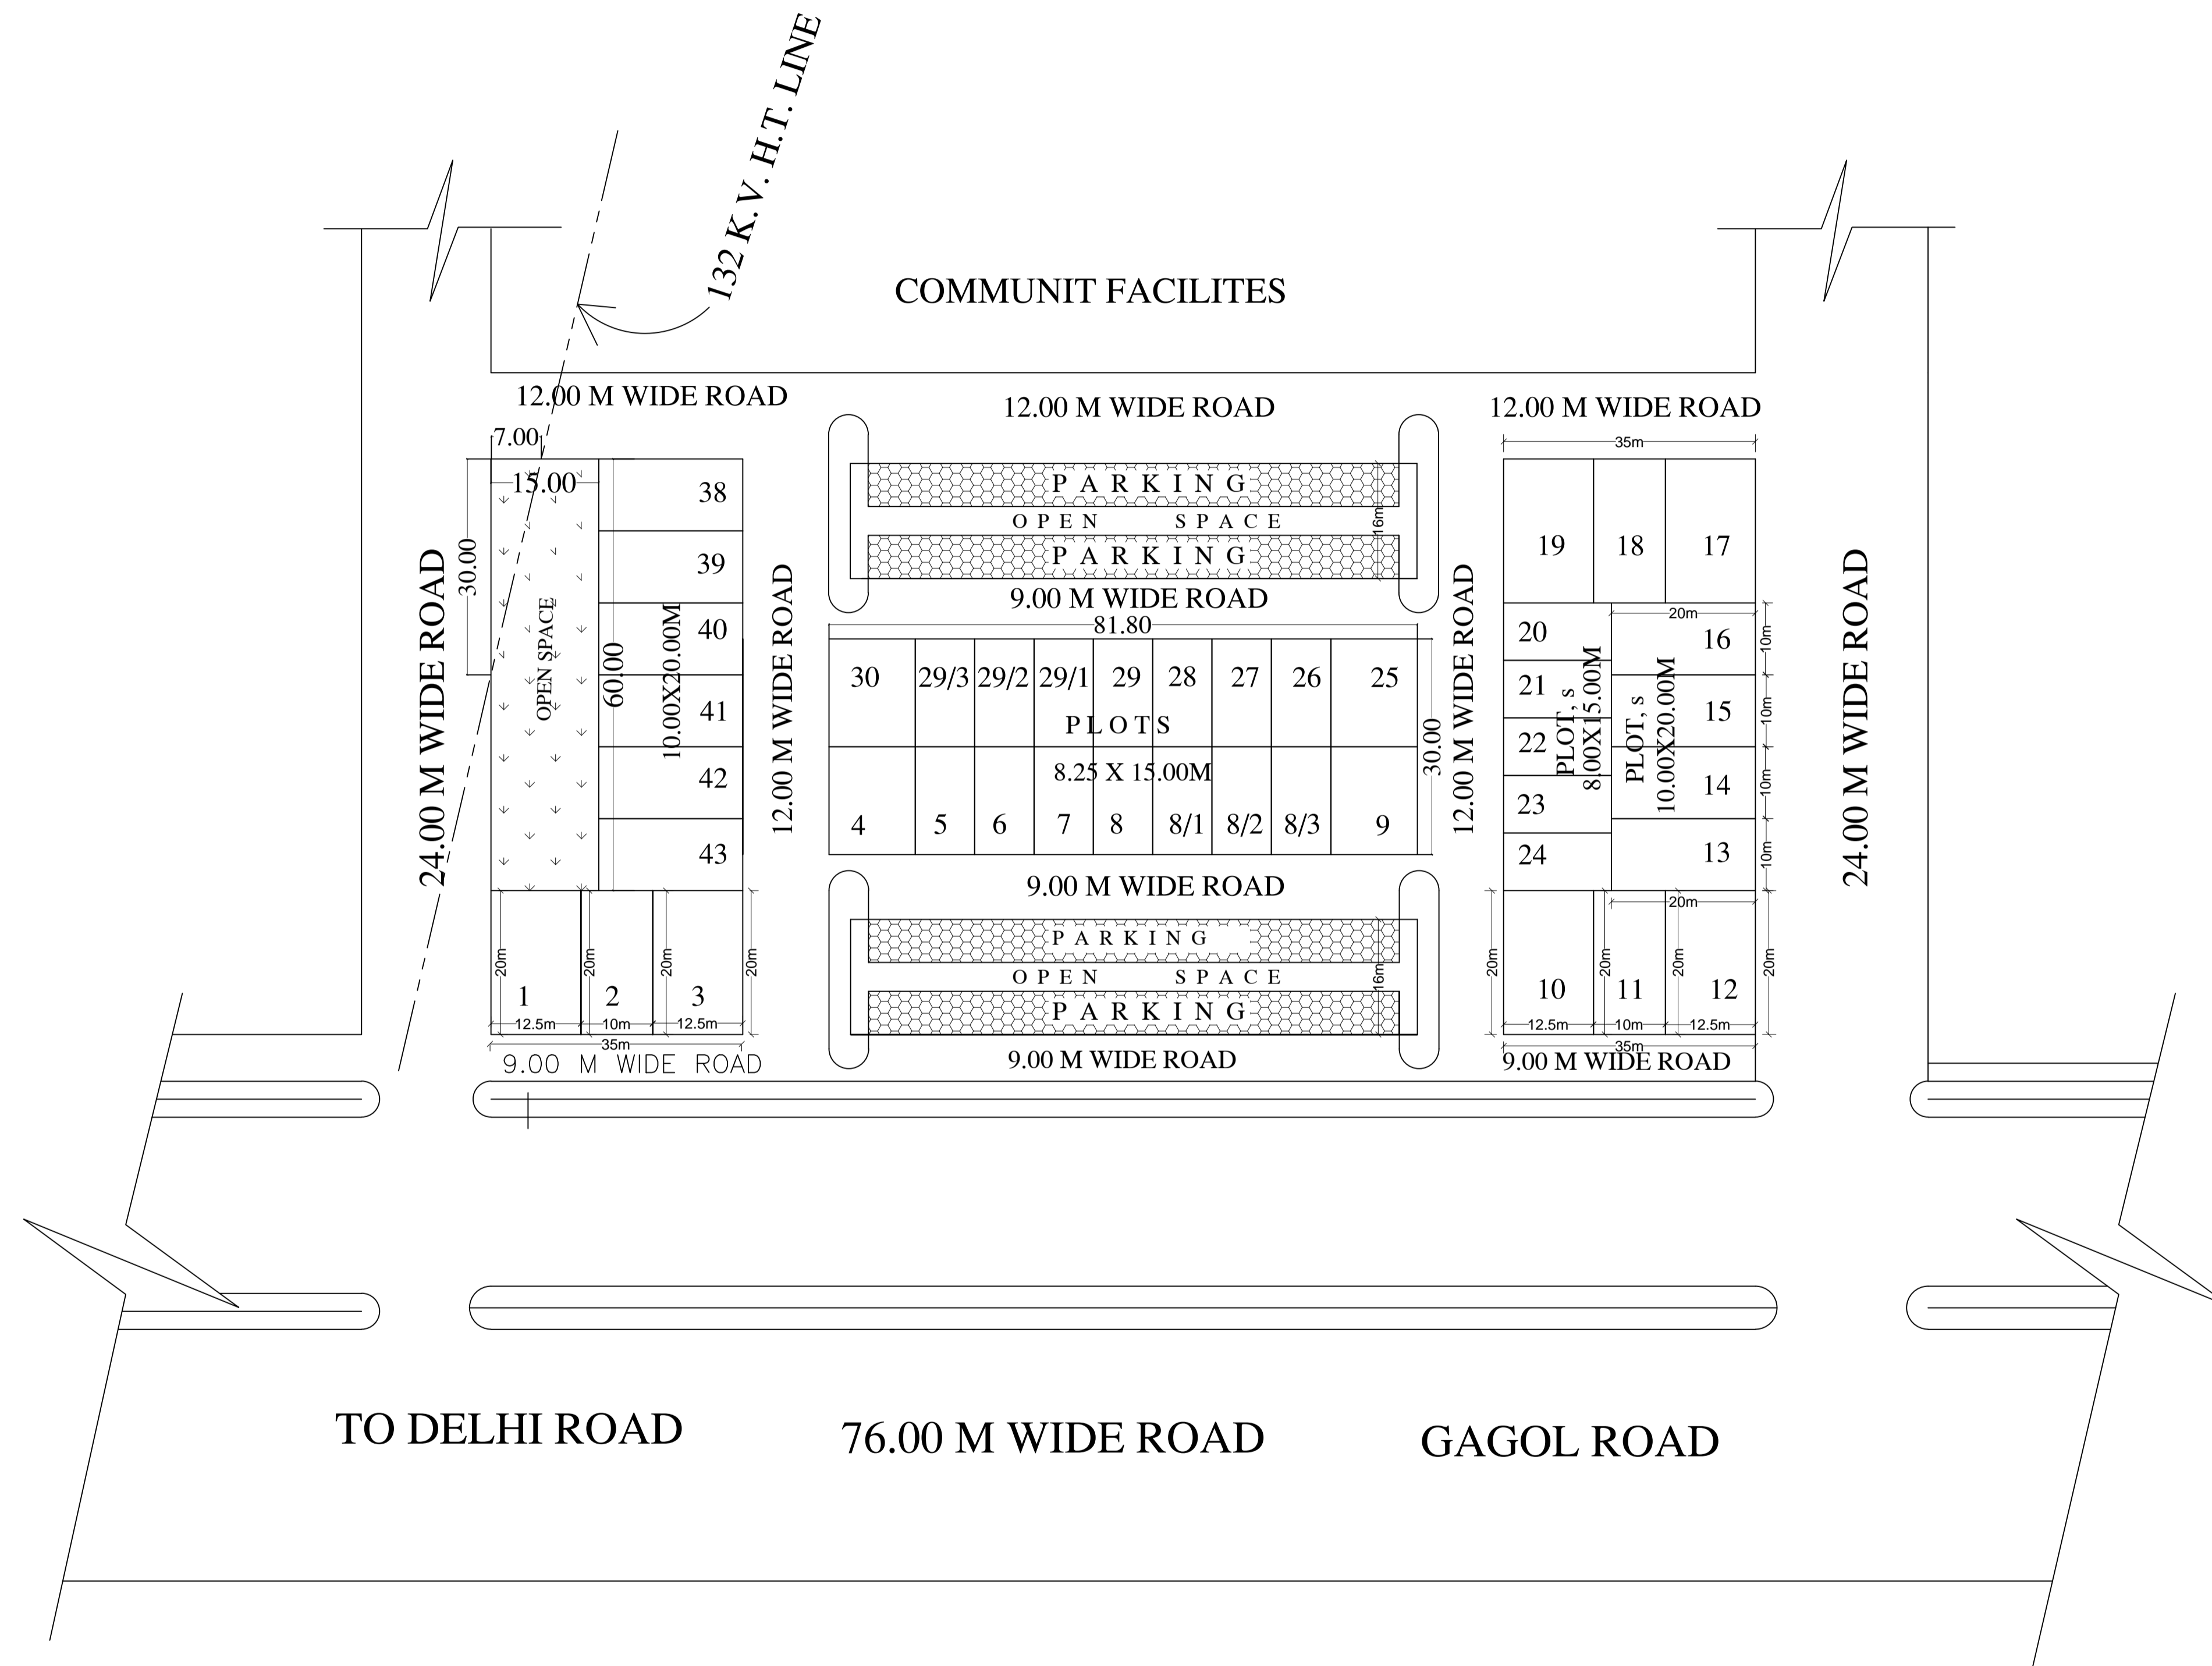 132 K.V. H.T. LINE
COMMUNIT FACILITES
12.00 M WIDE ROAD
12.00 M WIDE ROAD
12.00 M WIDE ROAD
7.00
15.00
30.00
24.00 M WIDE ROAD
OPEN SPACE
60.00
38
39
40
41
42
43
10.00X20.00M
12.00 M WIDE ROAD
1
2
3
20m
20m
20m
20m
12.5m
10m
12.5m
35m
9.00 M WIDE ROAD
PARKING
OPEN SPACE
PARKING
16m
9.00 M WIDE ROAD
81.80
30
29/3
29/2
29/1
29
28
27
26
25
PLOTS
8.25 X 15.00M
30.00
4
5
6
7
8
8/1
8/2
8/3
9
9.00 M WIDE ROAD
PARKING
OPEN SPACE
PARKING
16m
9.00 M WIDE ROAD
12.00 M WIDE ROAD
35m
19
18
17
20m
20
21
22
23
24
PLOT, s
8.00X15.00M
PLOT, s
10.00X20.00M
16
15
14
13
10m
10m
10m
10m
20m
10
11
12
20m
20m
20m
20m
12.5m
10m
12.5m
35m
9.00 M WIDE ROAD
24.00 M WIDE ROAD
TO DELHI ROAD
76.00 M WIDE ROAD
GAGOL ROAD